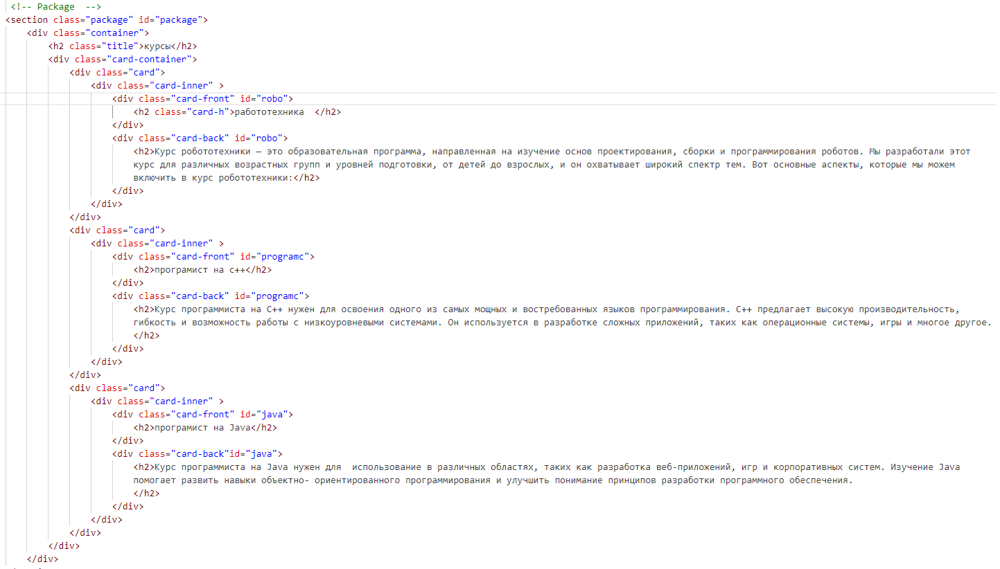 <!-- Package  -->
<section class="package" id="package">
<div class="container">
<h2 class="title">курсы</h2>
<div class="card-container">
<div class="card">
<div class="card-inner" >
<div class="card-front" id="robo">
<h2 class="card-h">работотехника  </h2>
</div>
<div class="card-back" id="robo">
<h2>Курс робототехники — это образовательная программа, направленная на изучение основ проектирования, сборки и программирования роботов. Мы разработали этот
курс для различных возрастных групп и уровней подготовки, от детей до взрослых, и он охватывает широкий спектр тем. Вот основные аспекты, которые мы можем
включить в курс робототехники:</h2>
</div>
</div>
</div>
<div class="card">
<div class="card-inner" >
<div class="card-front" id="programc">
<h2>програмист на с++</h2>
</div>
<div class="card-back" id="programc">
<h2>Курс программиста на C++ нужен для освоения одного из самых мощных и востребованных языков программирования. C++ предлагает высокую производительность,
гибкость и возможность работы с низкоуровневыми системами. Он используется в разработке сложных приложений, таких как операционные системы, игры и многое другое.
</h2>
</div>
</div>
</div>
<div class="card">
<div class="card-inner" >
<div class="card-front" id="java">
<h2>програмист на Java</h2>
</div>
<div class="card-back"id="java">
<h2>Курс программиста на Java нужен для  использование в различных областях, таких как разработка веб-приложений, игр и корпоративных систем. Изучение Java
помогает развить навыки объектно- ориентированного программирования и улучшить понимание принципов разработки программного обеспечения.
</h2>
</div>
</div>
</div>
</div>
</div>